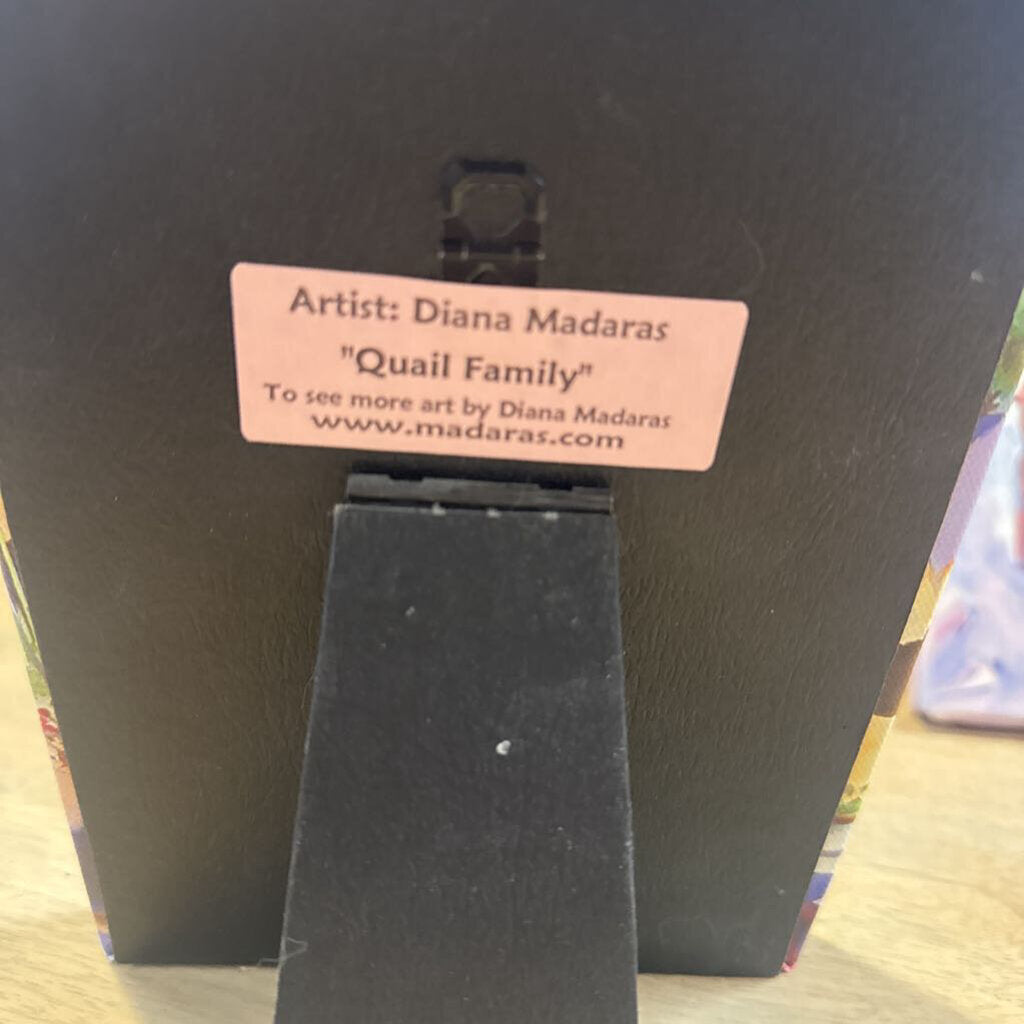 Artist: Diana Madaras
"Quail Family"
To see more art by Diana Madaras
www.madaras.com